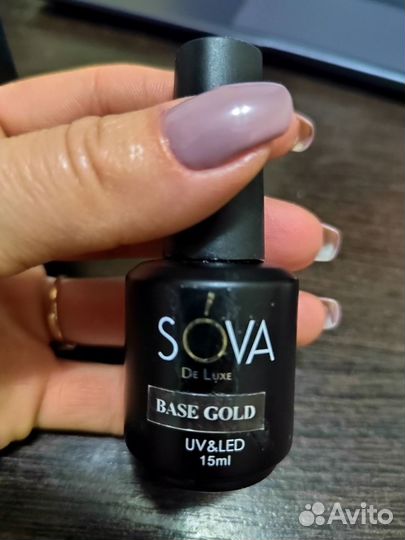 SOVA
De Luxe
BASE GOLD
UV&LED
15ml
Avito